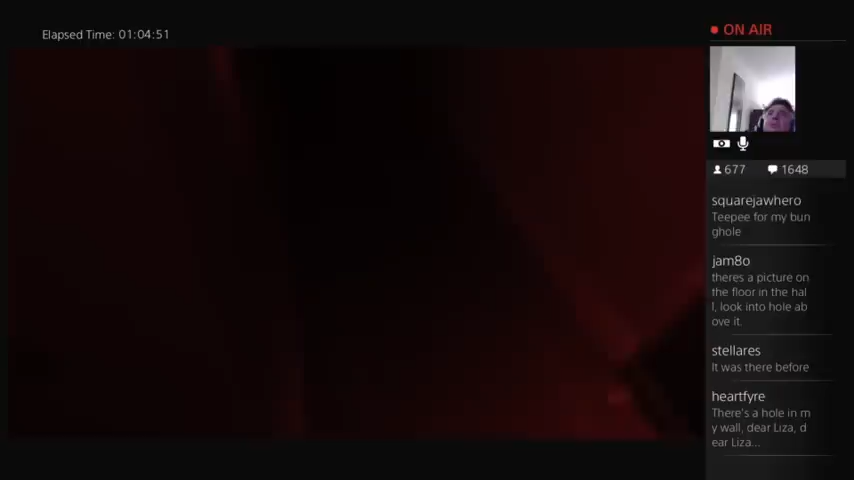 Elapsed Time: 01:04:51
ON AIR
677 1648
squarejawhero
Teepee for my bun
ghole
jam8o
theres a picture on
the floor in the hal
l, look into hole ab
ove it.
stellares
It was there before
heartfyre
There's a hole in m
y wall, dear Liza, d
ear Liza...